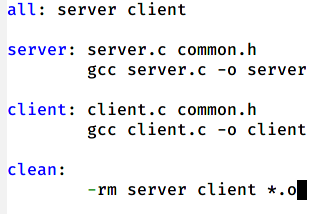 all: server client
server: server.c common.h
        gcc server.c -o server
client: client.c common.h
        gcc client.c -o client
clean:
        -rm server client *.o